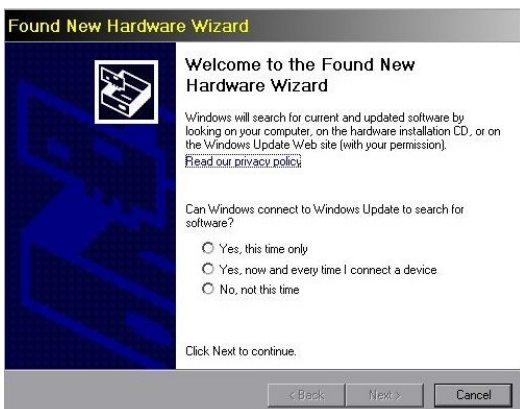 Found New Hardware Wizard
Welcome to the Found New
Hardware Wizard
Windows will search for current and updated software by
looking on your computer, on the hardware installation CD, or on
the Windows Update Web site (with your permission).
Read our privacy policy
Can Windows connect to Windows Update to search for
software?
Yes, this time only
Yes, now and every time I connect a device
No, not this time
Click Next to continue.
< Back
Next >
Cancel